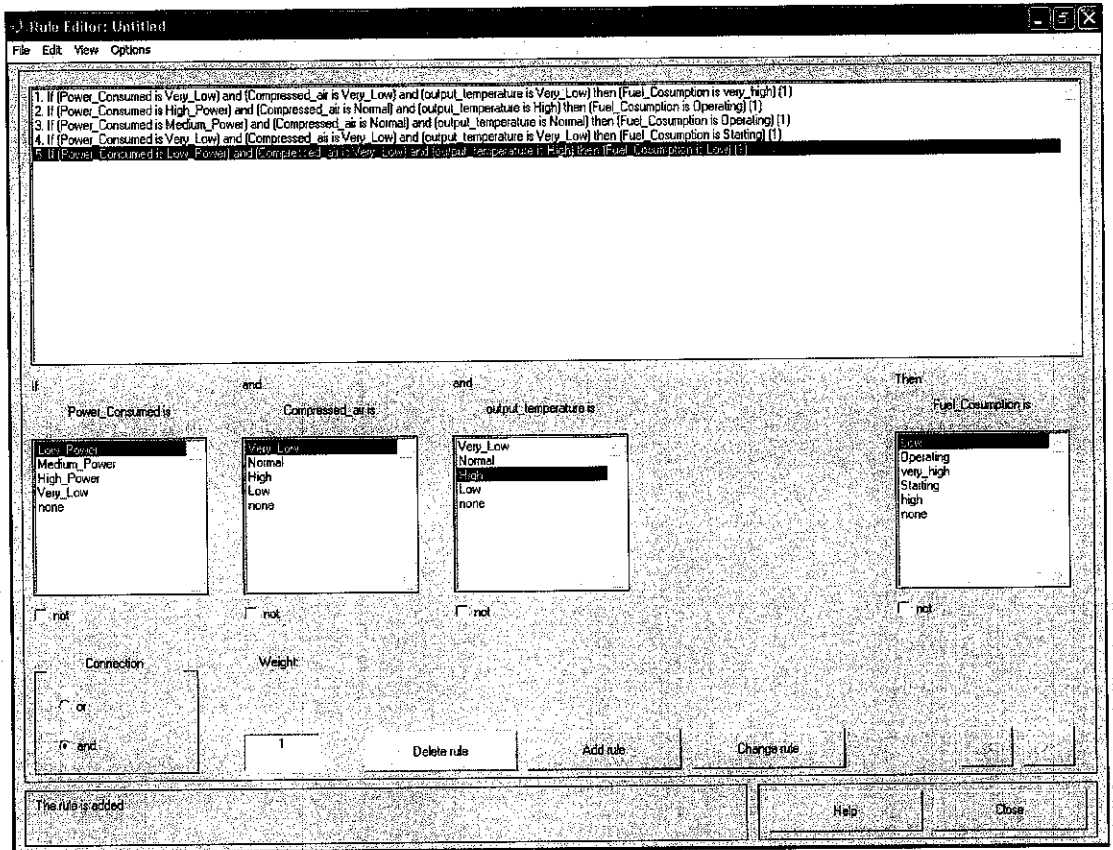 Rule Editor: Untitled
File Edit View Options
1. If (Power_Consumed is Very_Low) and (Compressed_air is Very_Low) and (output_temperature is Very_Low) then (Fuel_Cosumption is very_high) (1)
2. If (Power_Consumed is High_Power) and (Compressed_air is Normal) and (output_temperature is High) then (Fuel_Cosumption is Operating) (1)
3. If (Power_Consumed is Medium_Power) and (Compressed_air is Normal) and (output_temperature is Normal) then (Fuel_Cosumption is Operating) (1)
4. If (Power_Consumed is Very_Low) and (Compressed_air is Very_Low) and (output_temperature is Very_Low) then (Fuel_Cosumption is Starting) (1)
5. If (Power_Consumed is Low_Power) and (Compressed_air is Very_Low) and (output_temperature is High) then (Fuel_Cosumption is Low) (1)
If and and Then
Power_Consumed is Compressed_air is output_temperature is Fuel_Cosumption is
Low_Power Very_Low Very_Low Low
Medium_Power Normal Normal Operating
High_Power High High very_high
Very_Low Low Low Starting
none none none high
none
not not not not
Connection Weight:
or
and 1 Delete rule Add rule Change rule
The rule is added Help Close